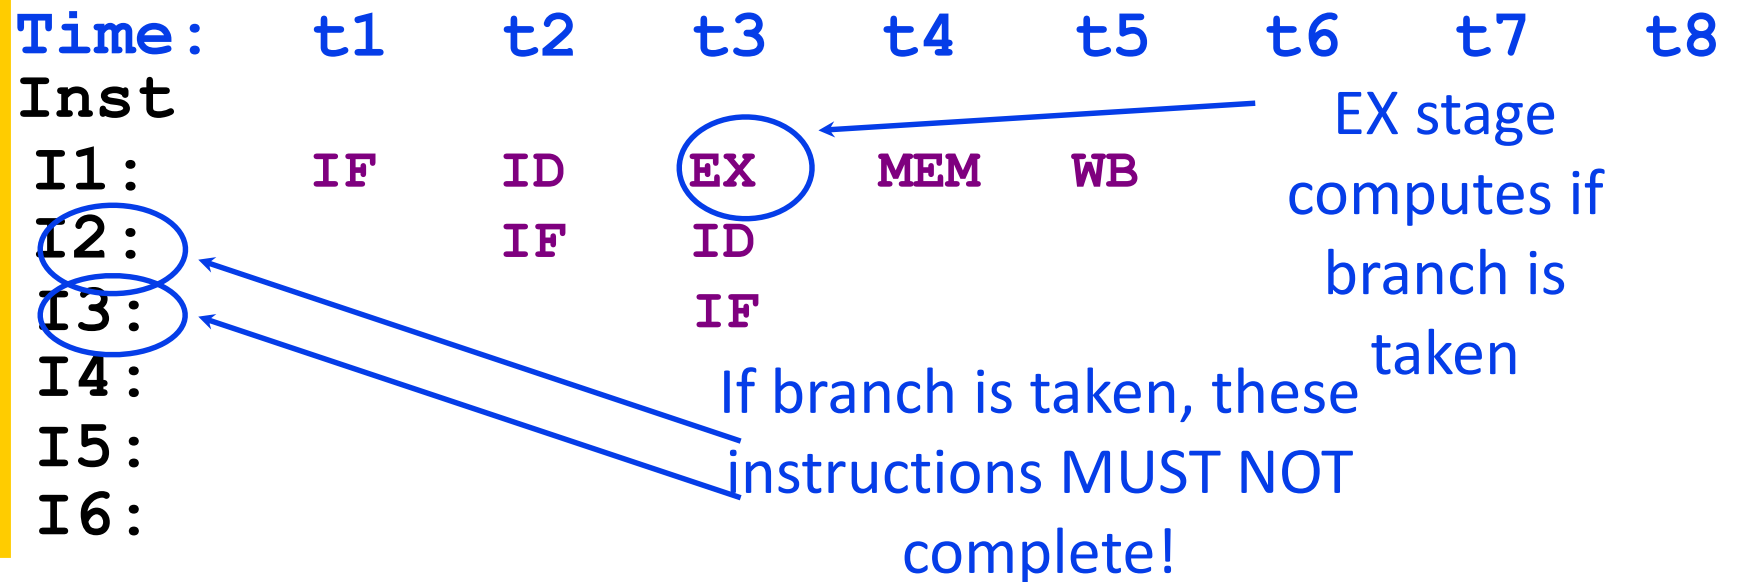 Time: t1 t2 t3 t4 t5 t6 t7 t8
Inst
I1: IF ID EX MEM WB
I2: IF ID
I3: IF
I4:
I5:
I6:
EX stage
computes if
branch is
taken
If branch is taken, these
instructions MUST NOT
complete!